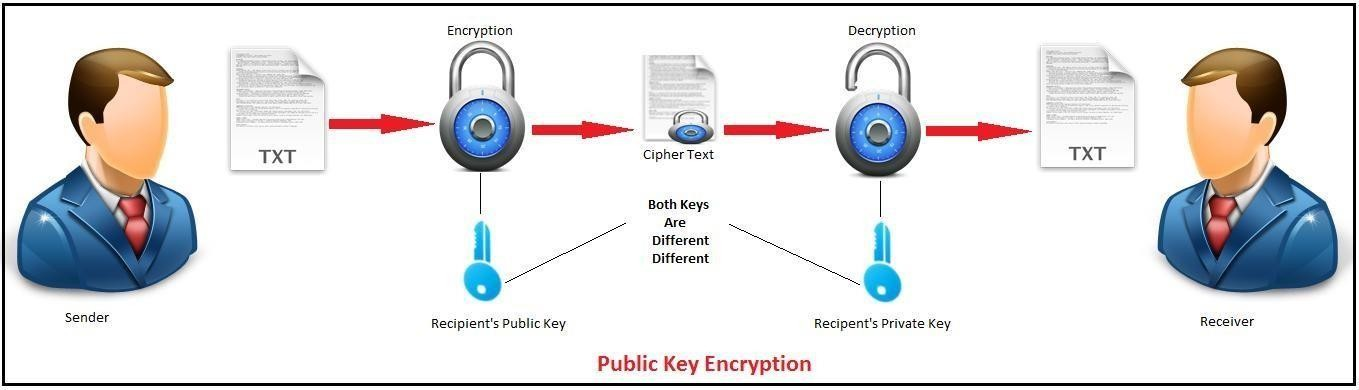 Encryption
Decryption
TXT
Cipher Text
TXT
Both Keys
Are
Different
Different
Sender
Recipient's Public Key
Recipent's Private Key
Receiver
Public Key Encryption